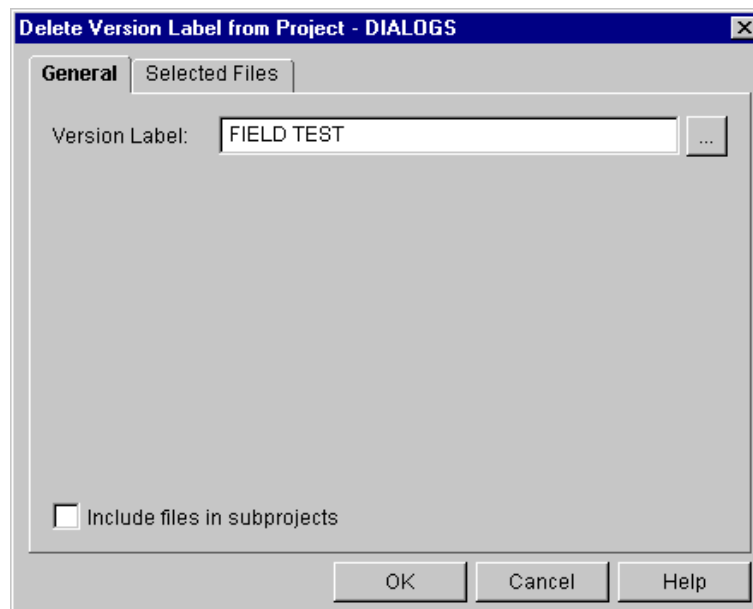 Delete Version Label from Project - DIALOGS
General Selected Files
Version Label: FIELD TEST ...
Include files in subprojects
OK Cancel Help